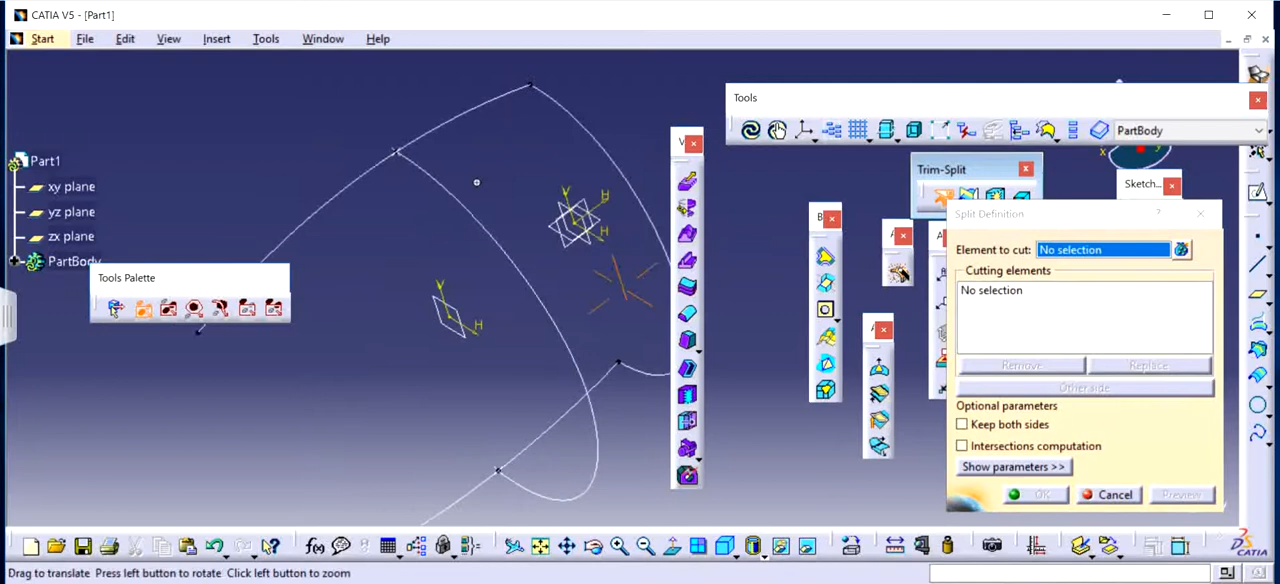 CATIA V5 - [Part1]
Start File Edit View Insert Tools Window Help
Tools
PartBody
Part1
xy plane
yz plane
zx plane
PartBody
Tools Palette
V
H
V
H
H
V
x
y
Trim-Split
Sketch...
B
Split Definition
?
Element to cut: No selection
Cutting elements
No selection
Remove Replace
Other side
Optional parameters
Keep both sides
Intersections computation
Show parameters >>
OK Cancel Preview
f(x)
CATIA
Drag to translate Press left button to rotate Click left button to zoom